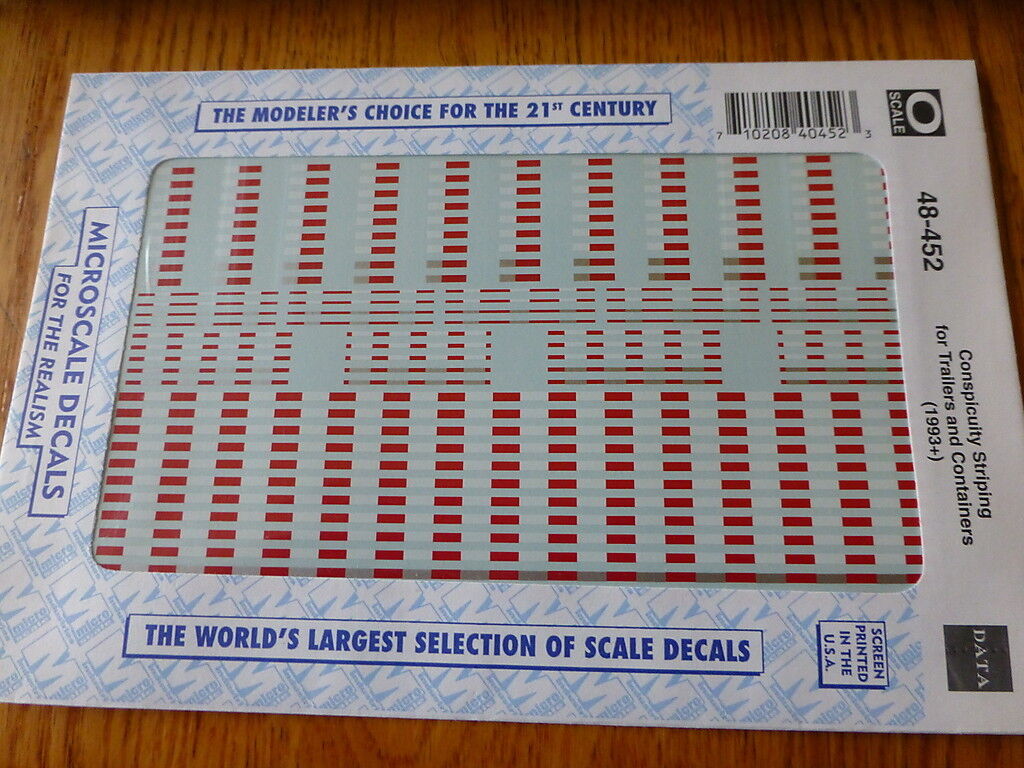 THE MODELER'S CHOICE FOR THE 21ST CENTURY
7 10208 40452 3
O
SCALE
48-452
Conspicuity Striping
for Trailers and Containers
(1993+)
MICROSCALE DECALS
FOR THE REALISM
THE WORLD'S LARGEST SELECTION OF SCALE DECALS
SCREEN
PRINTED
IN THE
U.S.A.
DATA